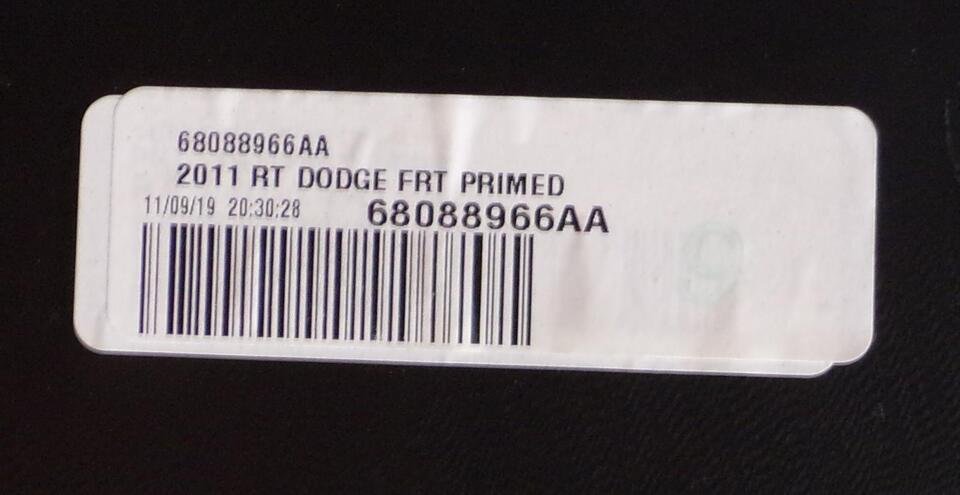 68088966AA
2011 RT DODGE FRT PRIMED
11/09/19 20:30:28 68088966AA